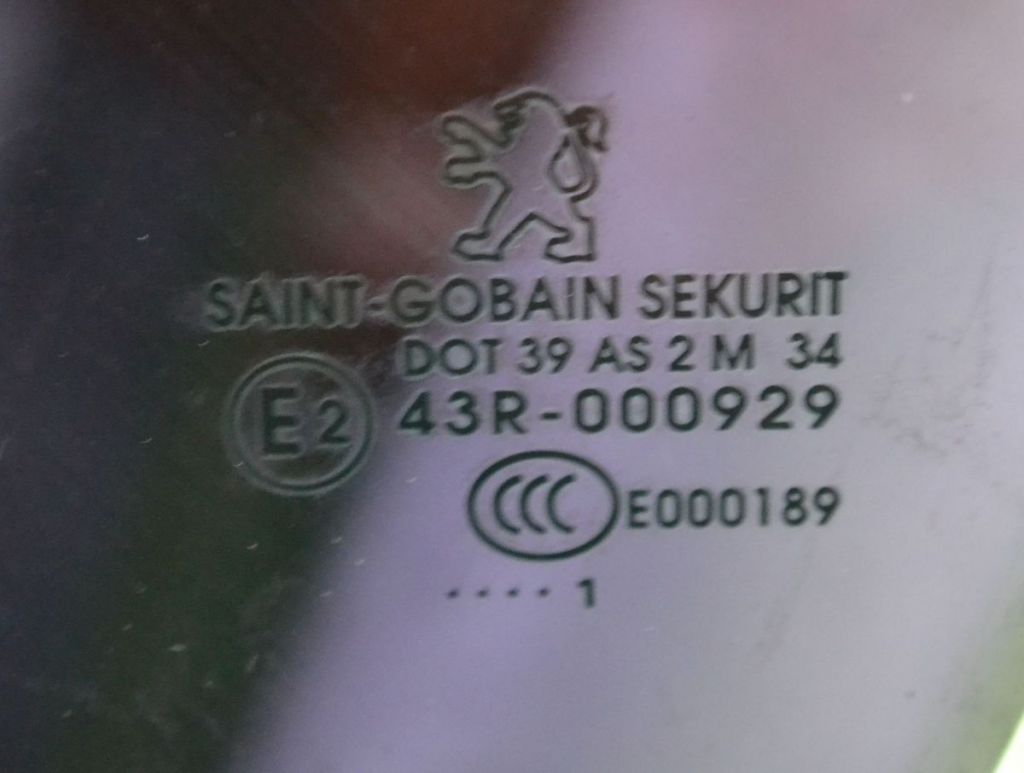 SAINT-GOBAIN SEKURIT
DOT 39 AS 2 M 34
E2 43R-000929
CCC E000189
.... 1